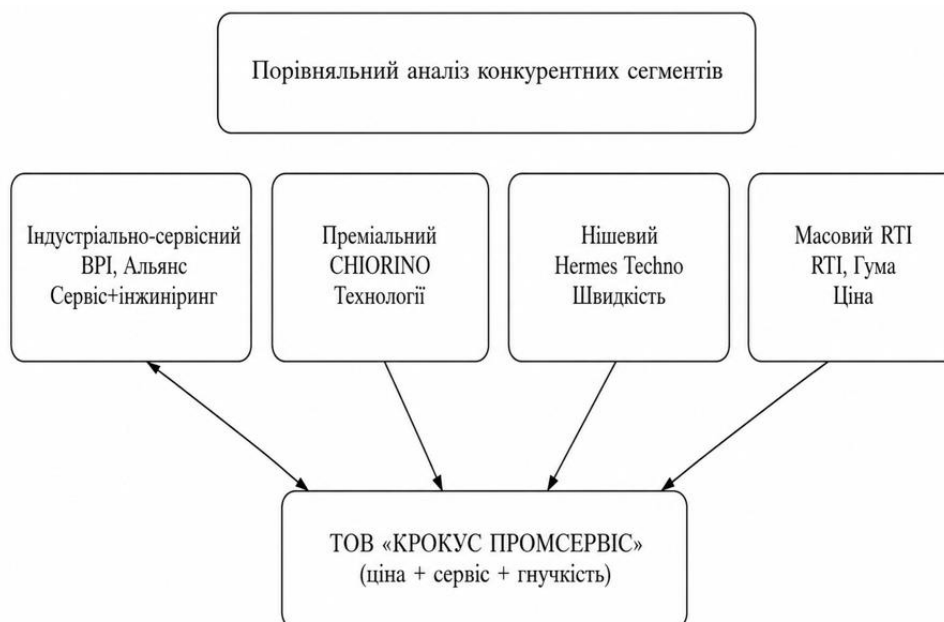 Порівняльний аналіз конкурентних сегментів
Індустріально-сервісний
BPI, Альянс
Сервіс+інжиніринг
Преміальний
CHIORINO
Технології
Нішевий
Hermes Techno
Швидкість
Масовий RTI
RTI, Гума
Ціна
ТОВ «КРОКУС ПРОМСЕРВІС»
(ціна + сервіс + гнучкість)